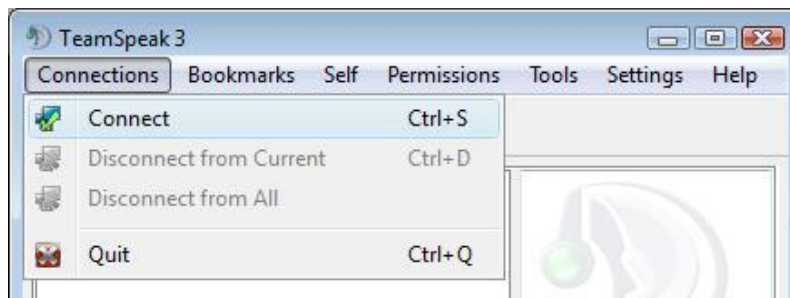 TeamSpeak 3
Connections Bookmarks Self Permissions Tools Settings Help
Connect Ctrl+S
Disconnect from Current Ctrl+D
Disconnect from All
Quit Ctrl+Q